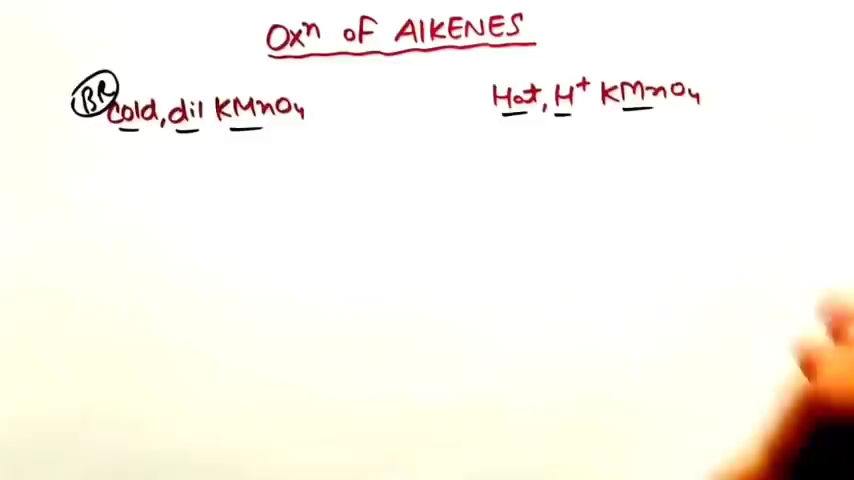 Oxⁿ OF AlKENES
BR Cold, dil KMnO₄
Hot, H⁺ KMnO₄